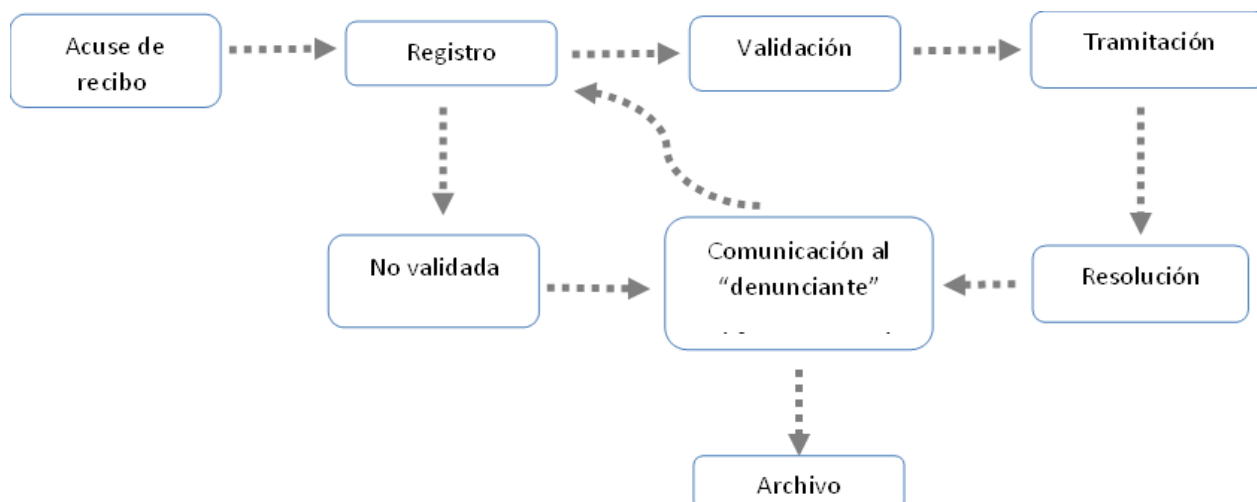 Acuse de
recibo
Registro
Validación
Tramitación
No validada
Comunicación al
“denunciante”
Resolución
Archivo